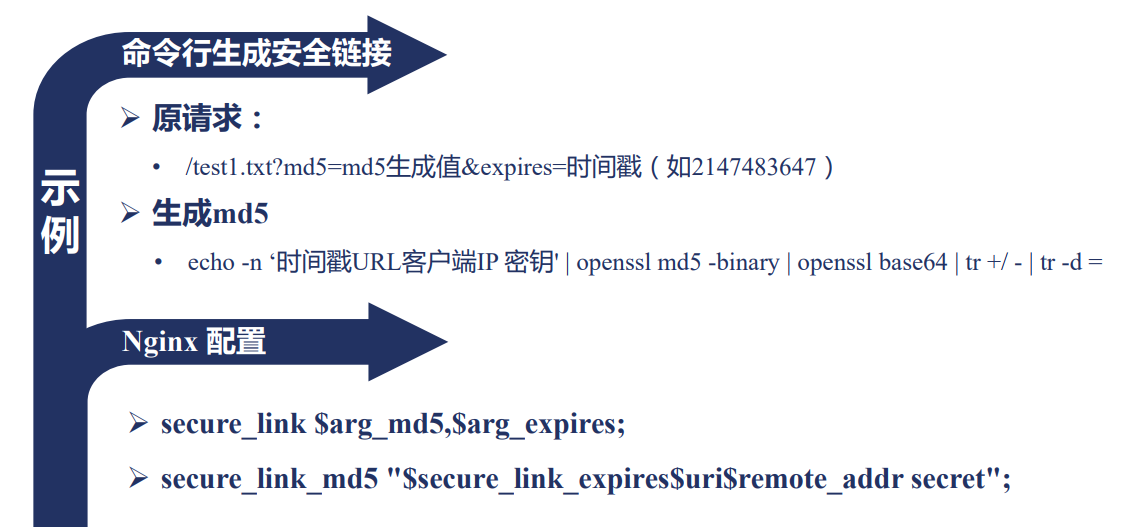 示例
命令行生成安全链接
➢ 原请求：
• /test1.txt?md5=md5生成值&expires=时间戳（如2147483647）
➢ 生成md5
• echo -n ‘时间戳URL客户端IP 密钥' | openssl md5 -binary | openssl base64 | tr +/ - | tr -d =
Nginx 配置
➢ secure_link $arg_md5,$arg_expires;
➢ secure_link_md5 "$secure_link_expires$uri$remote_addr secret";